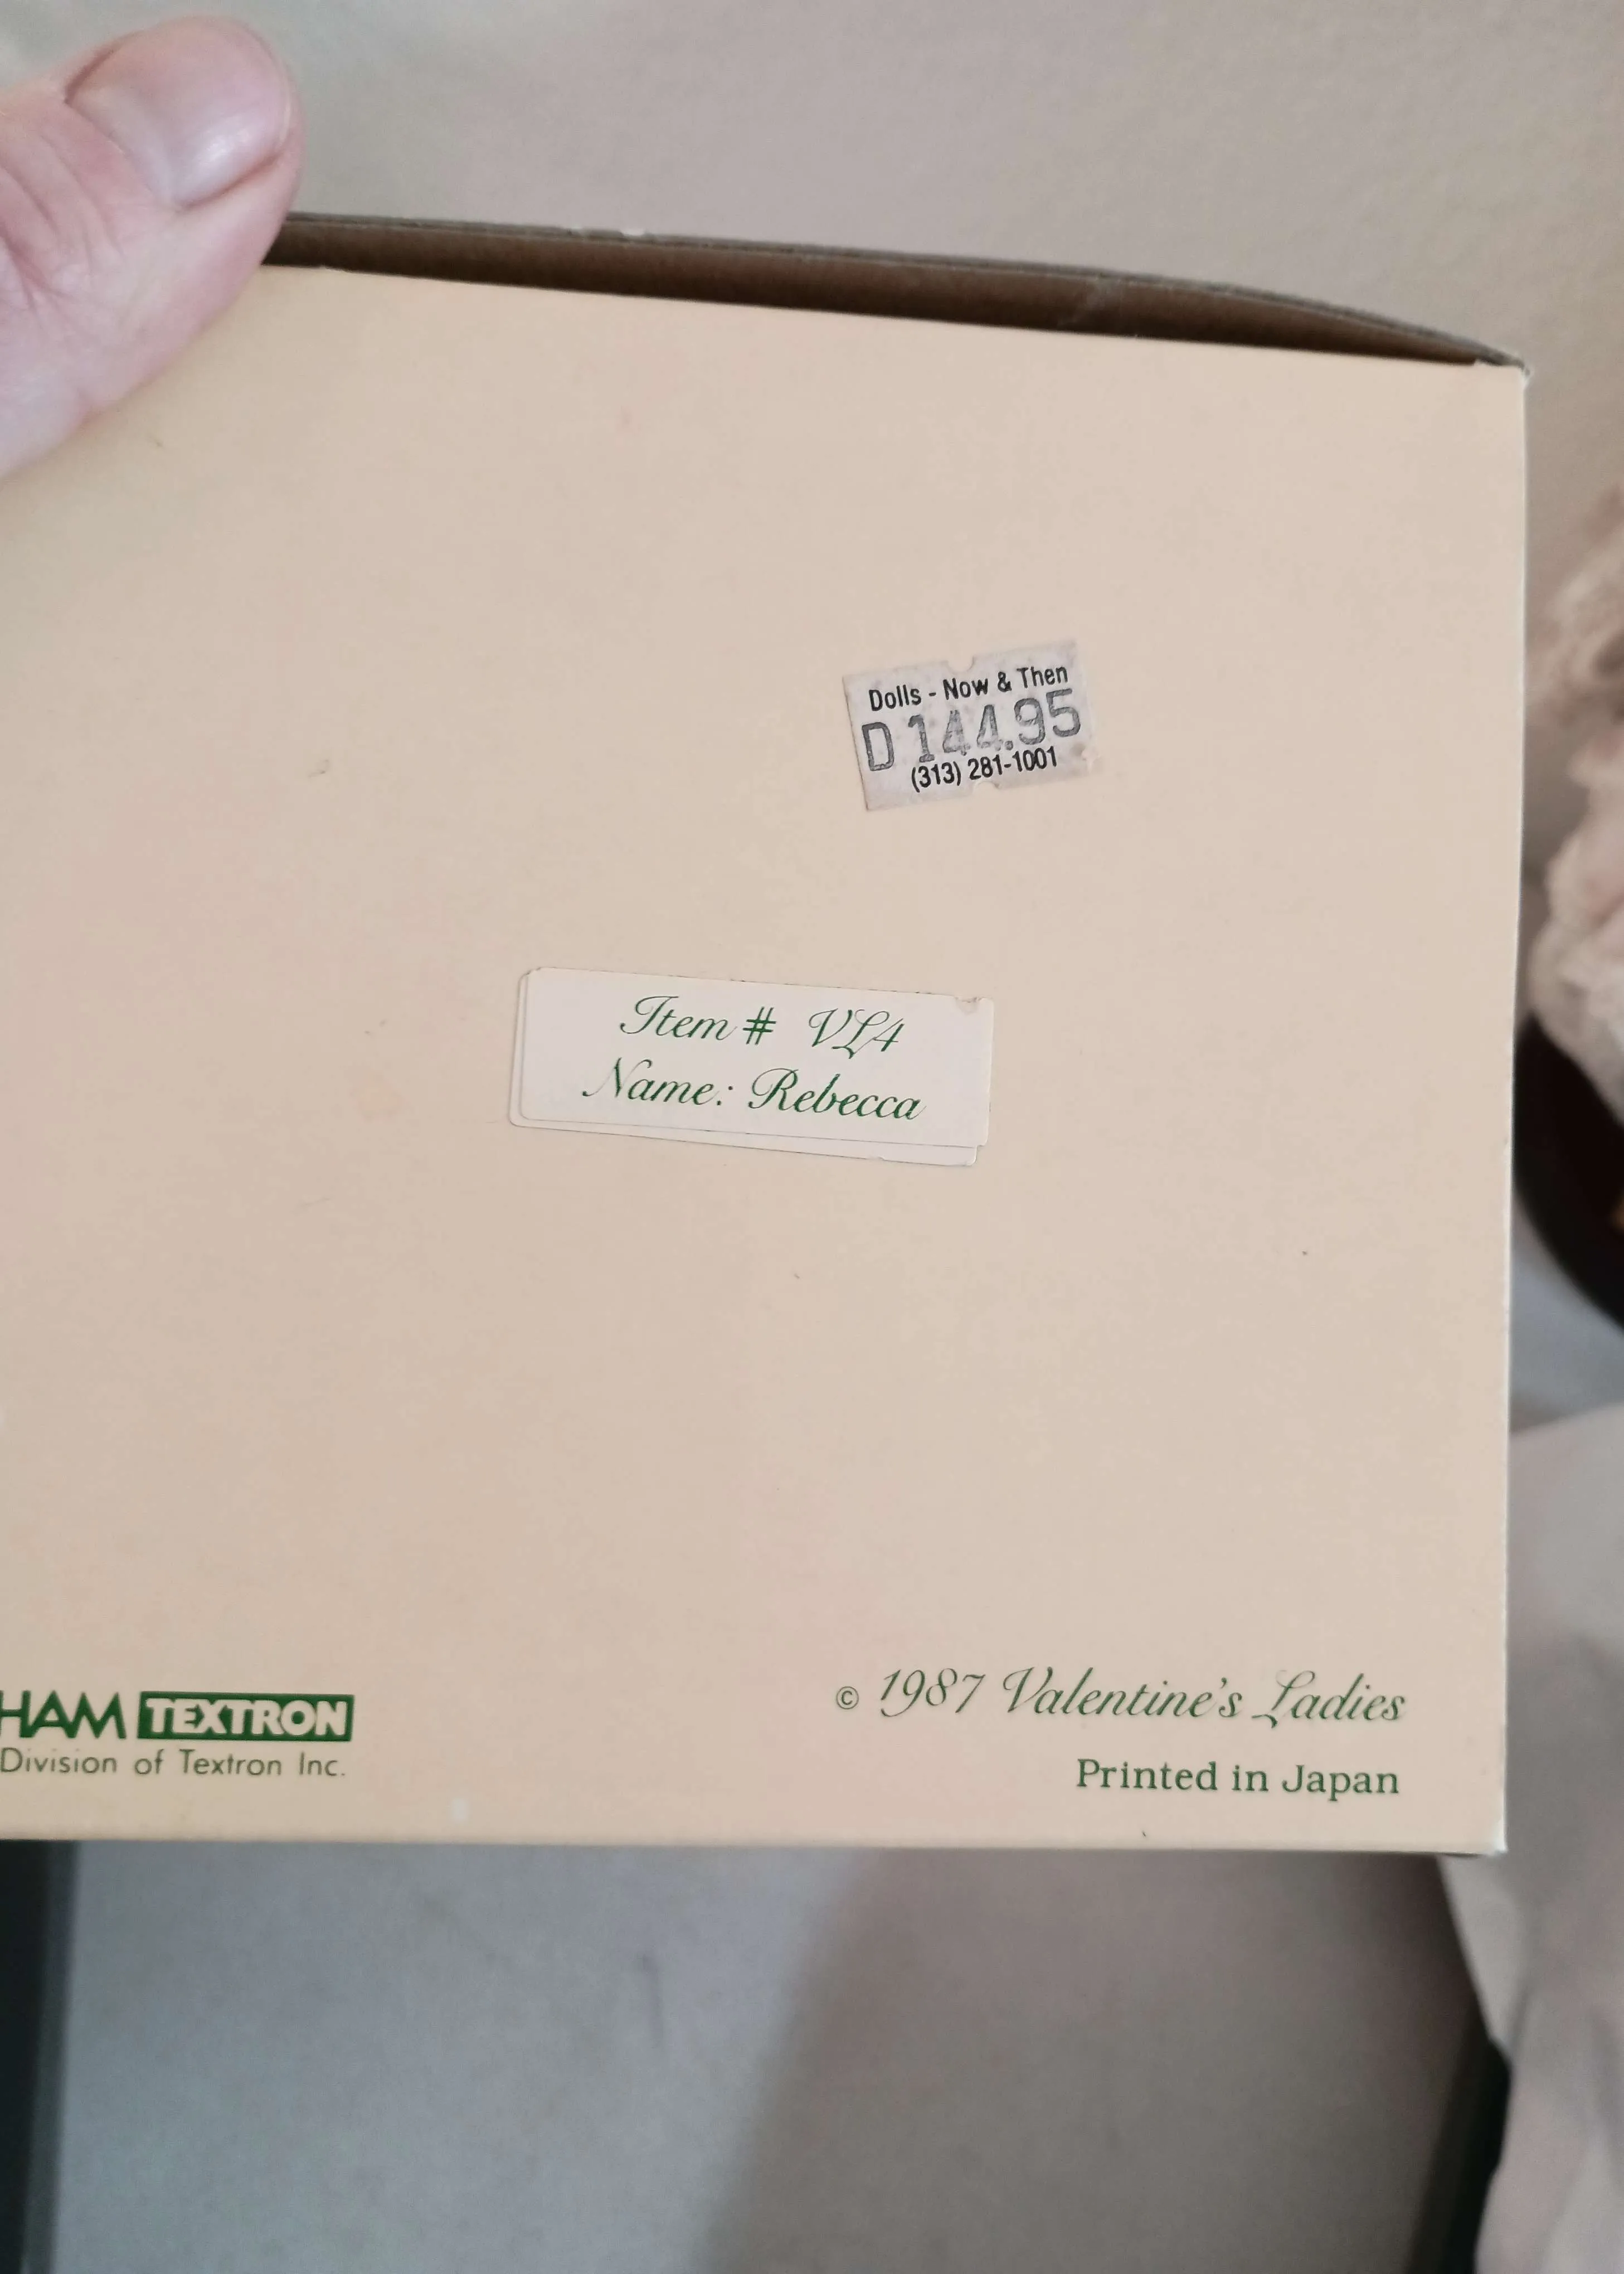 Dolls - Now & Then
D 144.95
(313) 281-1001
Item # VL4
Name: Rebecca
HAM TEXTRON
Division of Textron Inc.
© 1987 Valentine's Ladies
Printed in Japan